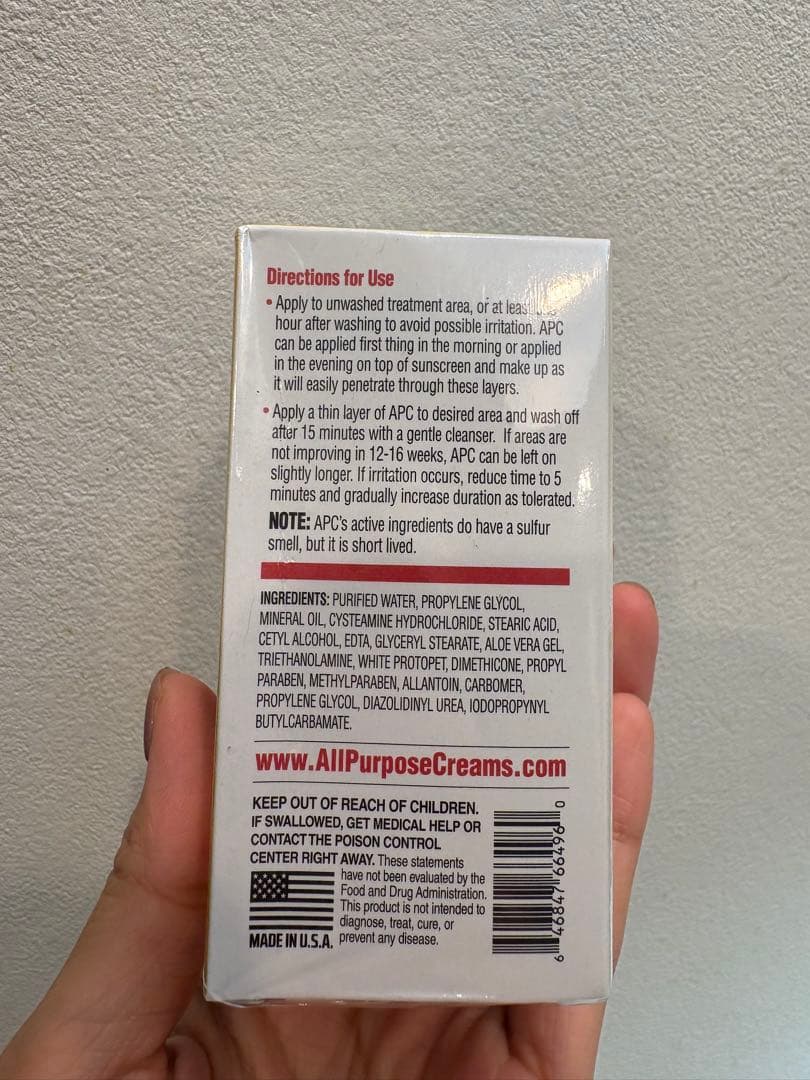 Directions for Use
• Apply to unwashed treatment area, or at
hour after washing to avoid possible irritation. APC
can be applied first thing in the morning or applied
in the evening on top of sunscreen and make up as
it will easily penetrate through these layers.
• Apply a thin layer of APC to desired area and wash off
after 15 minutes with a gentle cleanser. If areas are
not improving in 12-16 weeks, APC can be left on
slightly longer. If irritation occurs, reduce time to 5
minutes and gradually increase duration as tolerated.
NOTE: APC's active ingredients do have a sulfur
smell, but it is short lived.
INGREDIENTS: PURIFIED WATER, PROPYLENE GLYCOL,
MINERAL OIL, CYSTEAMINE HYDROCHLORIDE, STEARIC ACID,
CETYL ALCOHOL, EDTA, GLYCERYL STEARATE, ALOE VERA GEL,
TRIETHANOLAMINE, WHITE PROTOPET, DIMETHICONE, PROPYL
PARABEN, METHYLPARABEN, ALLANTOIN, CARBOMER,
PROPYLENE GLYCOL, DIAZOLIDINYL UREA, IODOPROPYNYL
BUTYLCARBAMATE.
www.AllPurposeCreams.com
KEEP OUT OF REACH OF CHILDREN.
IF SWALLOWED, GET MEDICAL HELP OR
CONTACT THE POISON CONTROL
CENTER RIGHT AWAY. These statements
have not been evaluated by the
Food and Drug Administration.
This product is not intended to
diagnose, treat, cure, or
MADE IN U.S.A. prevent any disease.
6 46847 66496 0